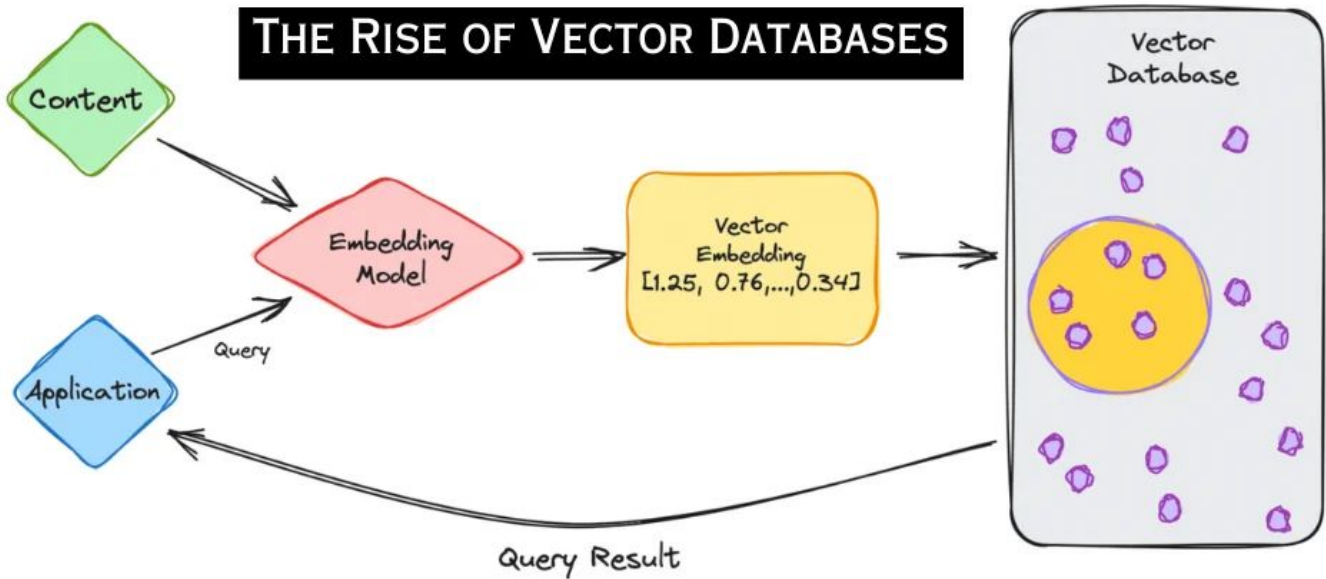 THE RISE OF VECTOR DATABASES
Content
Embedding
Model
Vector
Embedding
[1.25, 0.76,...,0.34]
Vector
Database
Application
Query
Query Result